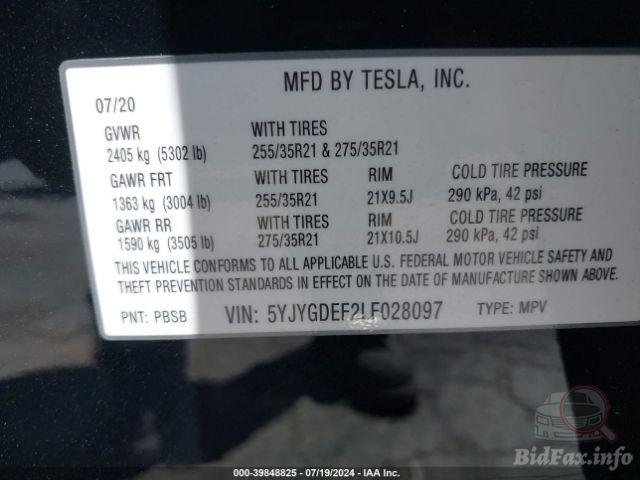 MFD BY TESLA, INC.
07/20
GVWR WITH TIRES
2405 kg (5302 lb) 255/35R21 & 275/35R21
GAWR FRT WITH TIRES RIM COLD TIRE PRESSURE
1363 kg (3004 lb) 255/35R21 21X9.5J 290 kPa, 42 psi
GAWR RR WITH TIRES RIM COLD TIRE PRESSURE
1590 kg (3505 lb) 275/35R21 21X10.5J 290 kPa, 42 psi
THIS VEHICLE CONFORMS TO ALL APPLICABLE U.S. FEDERAL MOTOR VEHICLE SAFETY AND
THEFT PREVENTION STANDARDS IN EFFECT ON THE DATE OF MANUFACTURE SHOWN ABOVE.
PNT: PBSB VIN: 5YJYGDEF2LF028097 TYPE: MPV
BidFax.info
000-39848825 - 07/19/2024 - IAA Inc.